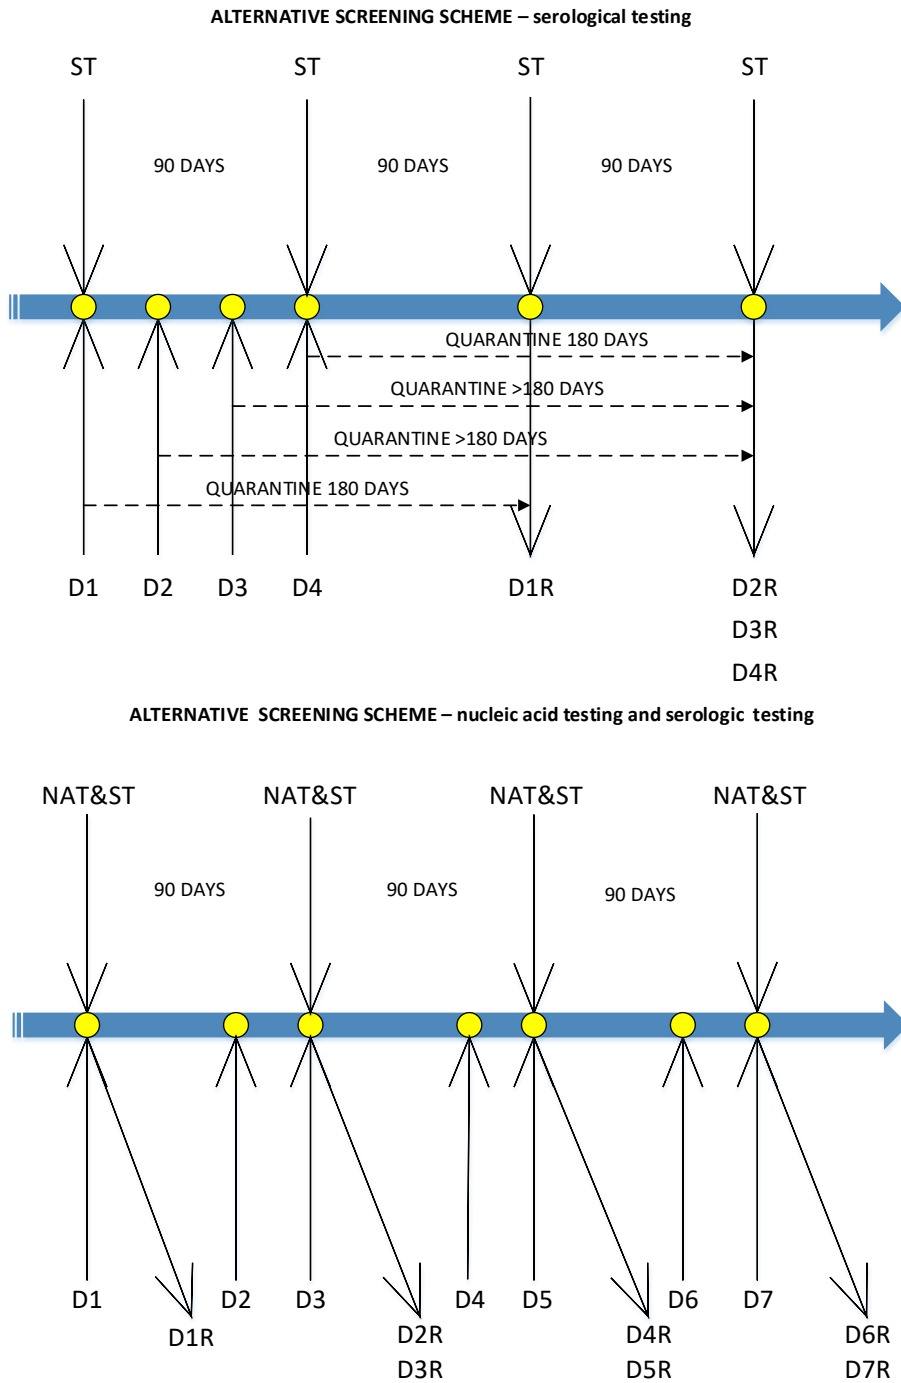 ALTERNATIVE SCREENING SCHEME – serological testing
ST ST ST ST
90 DAYS 90 DAYS 90 DAYS
QUARANTINE 180 DAYS
QUARANTINE >180 DAYS
QUARANTINE >180 DAYS
QUARANTINE 180 DAYS
D1 D2 D3 D4 D1R D2R
D3R
D4R
ALTERNATIVE SCREENING SCHEME – nucleic acid testing and serologic testing
NAT&ST NAT&ST NAT&ST NAT&ST
90 DAYS 90 DAYS 90 DAYS
D1 D2 D3 D4 D5 D6 D7
D1R D2R D4R D6R
D3R D5R D7R